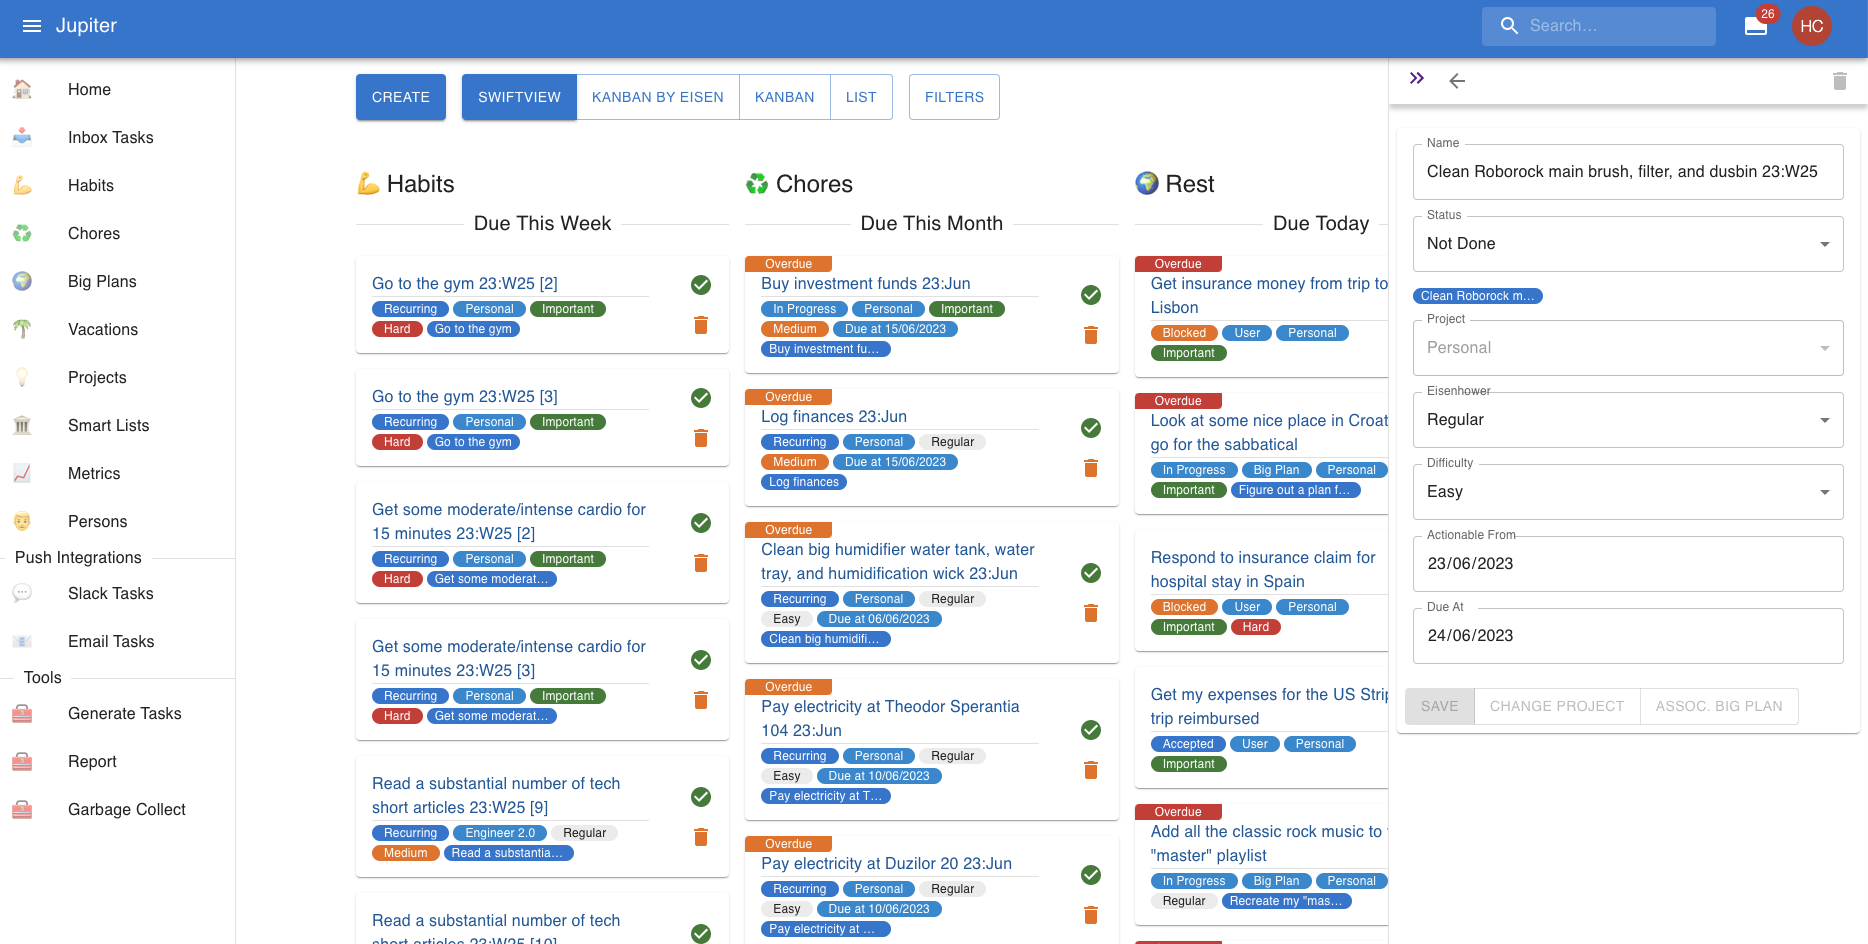 Jupiter
Search...
26
HC
Home
Inbox Tasks
Habits
Chores
Big Plans
Vacations
Projects
Smart Lists
Metrics
Persons
Push Integrations
Slack Tasks
Email Tasks
Tools
Generate Tasks
Report
Garbage Collect
CREATE
SWIFTVIEW
KANBAN BY EISEN
KANBAN
LIST
FILTERS
Habits
Due This Week
Go to the gym 23:W25 [2]
Recurring Personal Important
Hard Go to the gym
Go to the gym 23:W25 [3]
Recurring Personal Important
Hard Go to the gym
Get some moderate/intense cardio for
15 minutes 23:W25 [2]
Recurring Personal Important
Hard Get some moderat...
Get some moderate/intense cardio for
15 minutes 23:W25 [3]
Recurring Personal Important
Hard Get some moderat...
Read a substantial number of tech
short articles 23:W25 [9]
Recurring Engineer 2.0 Regular
Medium Read a substantia...
Read a substantial number of tech
short articles 23:W25 [10]
Chores
Due This Month
Overdue
Buy investment funds 23:Jun
In Progress Personal Important
Medium Due at 15/06/2023
Buy investment fu...
Overdue
Log finances 23:Jun
Recurring Personal Regular
Medium Due at 15/06/2023
Log finances
Overdue
Clean big humidifier water tank, water
tray, and humidification wick 23:Jun
Recurring Personal Regular
Easy Due at 06/06/2023
Clean big humidifi...
Overdue
Pay electricity at Theodor Sperantia
104 23:Jun
Recurring Personal Regular
Easy Due at 10/06/2023
Pay electricity at T...
Overdue
Pay electricity at Duzilor 20 23:Jun
Recurring Personal Regular
Easy Due at 10/06/2023
Pay electricity at ...
Rest
Due Today
Overdue
Get insurance money from trip to
Lisbon
Blocked User Personal
Important
Overdue
Look at some nice place in Croat
go for the sabbatical
In Progress Big Plan Personal
Important Figure out a plan f...
Respond to insurance claim for
hospital stay in Spain
Blocked User Personal
Important Hard
Get my expenses for the US Strip
trip reimbursed
Accepted User Personal
Important
Overdue
Add all the classic rock music to
"master" playlist
In Progress Big Plan Personal
Regular Recreate my "mas...
Name
Clean Roborock main brush, filter, and dusbin 23:W25
Status
Not Done
Clean Roborock m...
Project
Personal
Eisenhower
Regular
Difficulty
Easy
Actionable From
23/06/2023
Due At
24/06/2023
SAVE
CHANGE PROJECT
ASSOC. BIG PLAN